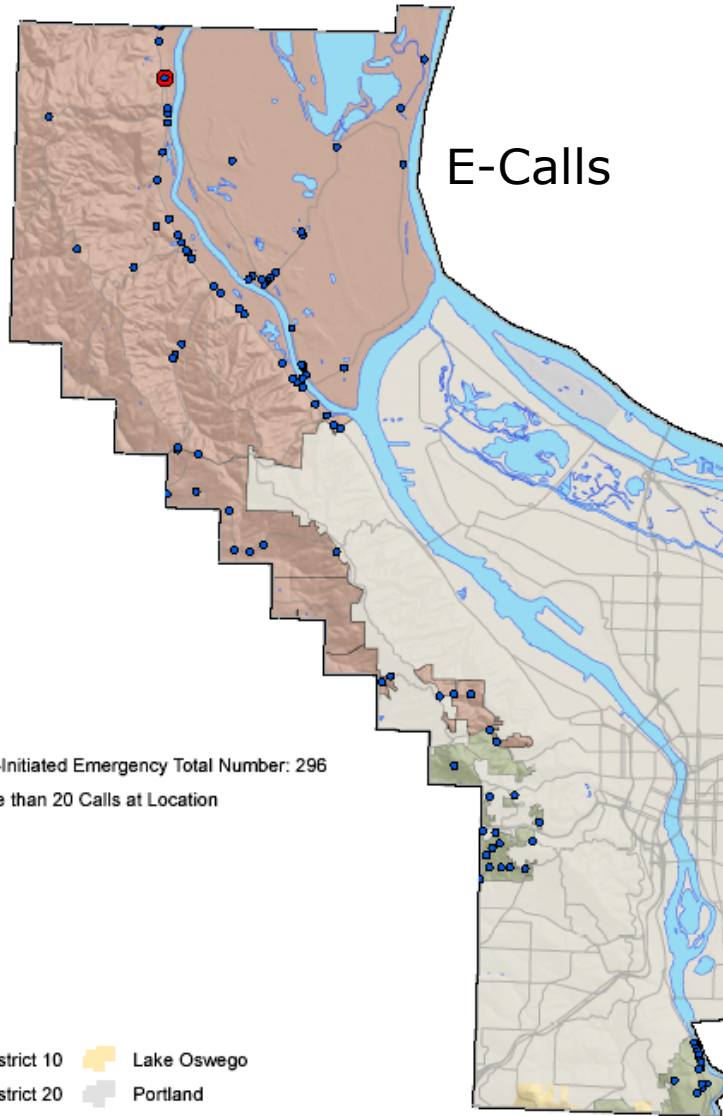 E-Calls
-Initiated Emergency Total Number: 296
e than 20 Calls at Location
strict 10 Lake Oswego
strict 20 Portland